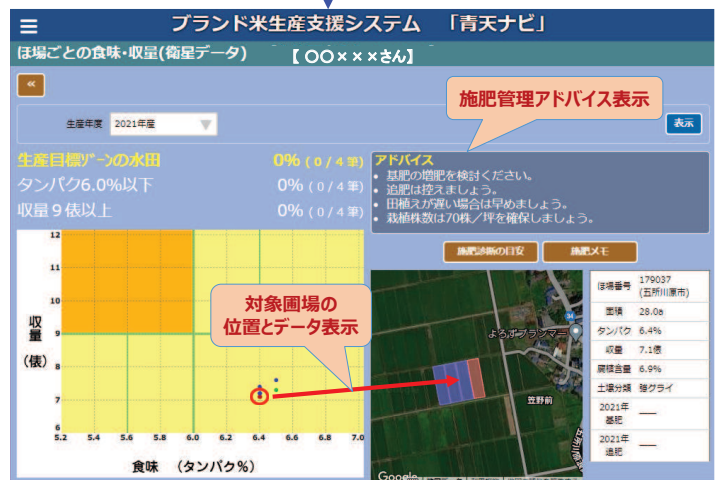 ブランド米生産支援システム 「青天ナビ」
ほ場ごとの食味・収量(衛星データ) 【 〇〇×××さん】
«
施肥管理アドバイス表示
生産年度 2021年産
表示
生産目標ゾーンの水田 0% ( 0 / 4 筆)
タンパク6.0%以下 0% ( 0 / 4 筆)
収量９俵以上 0% ( 0 / 4 筆)
アドバイス
• 基肥の増肥を検討ください。
• 追肥は控えましょう。
• 田植えが遅い場合は早めましょう。
• 栽植株数は70株／坪を確保しましょう。
施肥診断の目安 施肥メモ
12
11
10
9
8
7
6
収量
(俵)
5.2 5.4 5.6 5.8 6.0 6.2 6.4 6.6 6.8 7.0
食味 (タンパク%)
対象圃場の
位置とデータ表示
34
よろずプランマー
笠野前
Google
ほ場番号 179037
(五所川原市)
面積 28.0a
タンパク 6.4%
収量 7.1俵
腐植含量 6.9%
土壌分類 強グライ
2021年
基肥 ―
2021年
追肥 ―